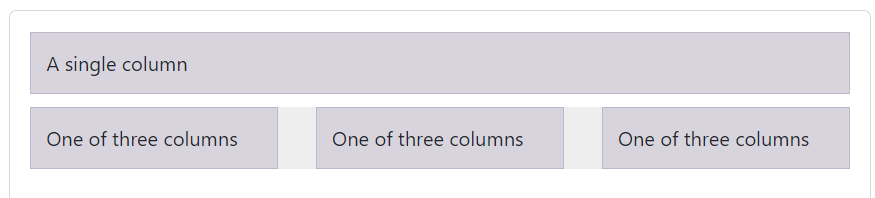 A single column
One of three columns
One of three columns
One of three columns